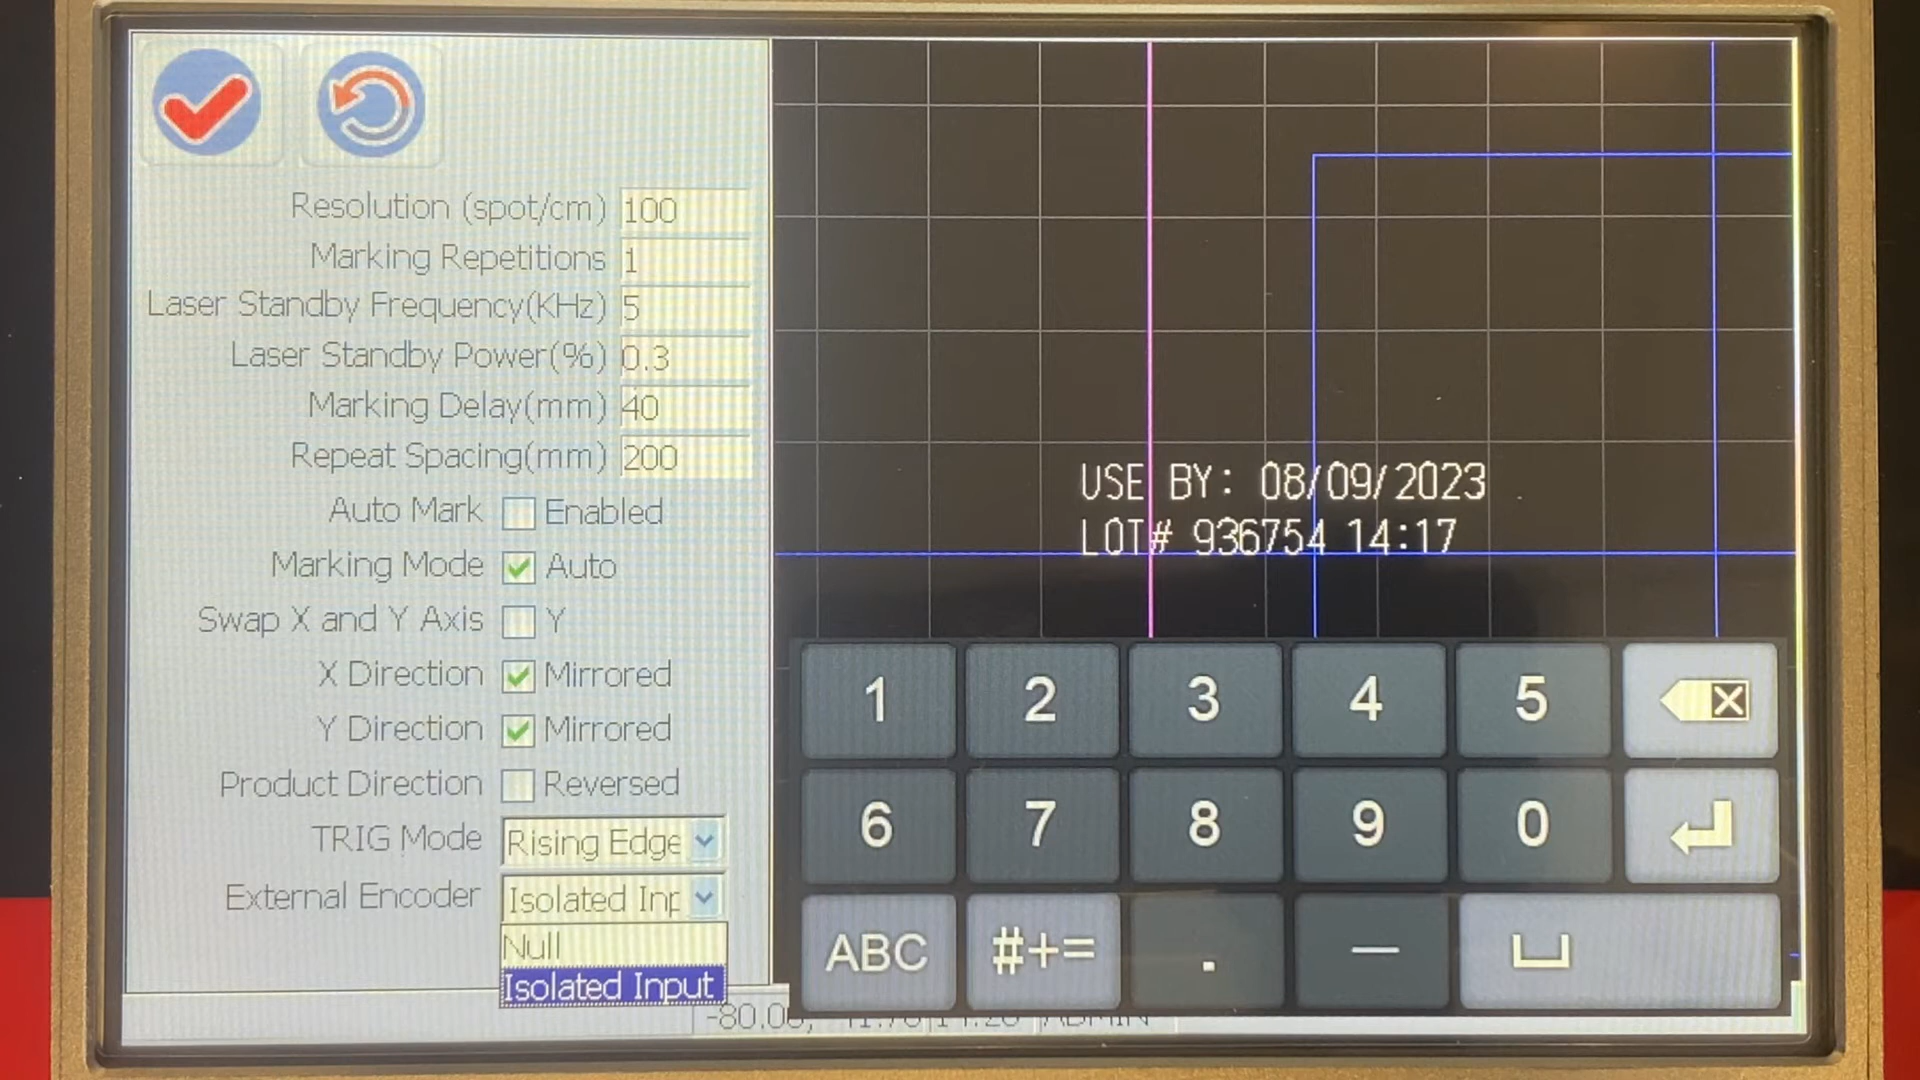 Resolution (spot/cm) 100
Marking Repetitions 1
Laser Standby Frequency(KHz) 5
Laser Standby Power(%) 0.3
Marking Delay(mm) 40
Repeat Spacing(mm) 200
Auto Mark Enabled
Marking Mode Auto
Swap X and Y Axis Y
X Direction Mirrored
Y Direction Mirrored
Product Direction Reversed
TRIG Mode Rising Edge
External Encoder Isolated Inp
Null
Isolated Input
USE BY: 08/09/2023
LOT# 936754 14:17
1 2 3 4 5
6 7 8 9 0
ABC #+= . —
ADMIN